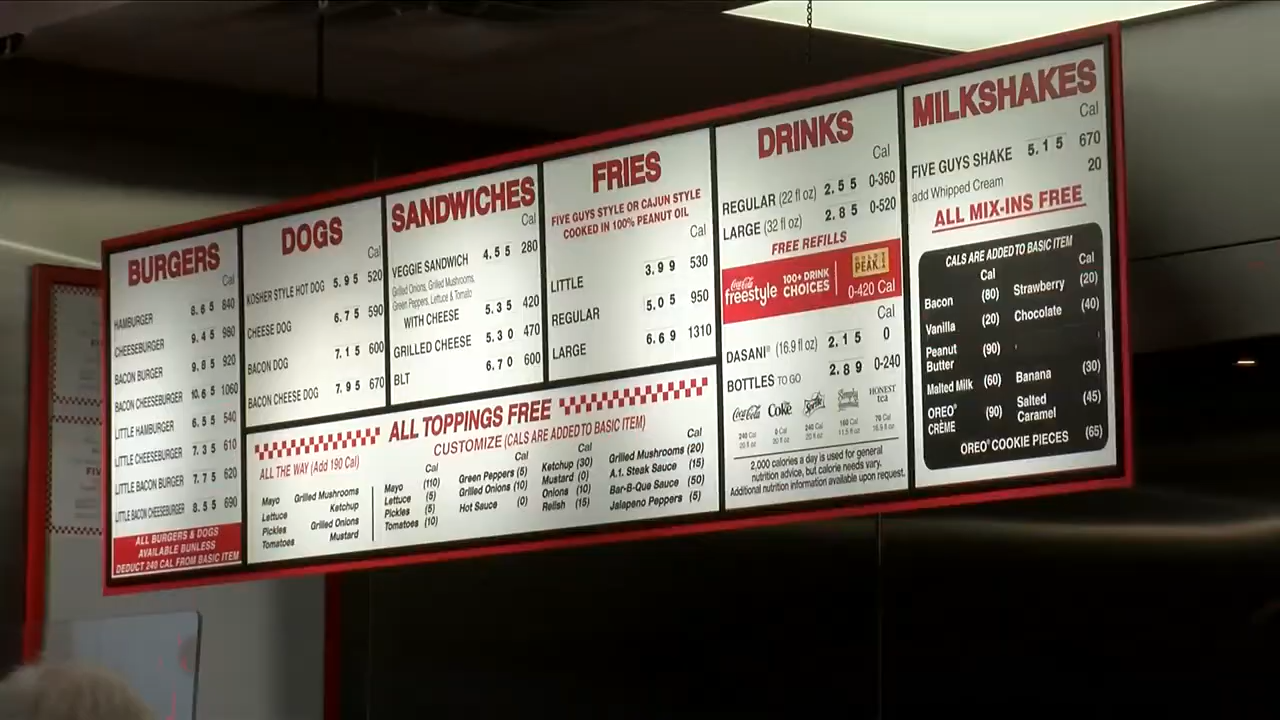 BURGERS
Cal
HAMBURGER 8.65 840
CHEESEBURGER 9.45 980
BACON BURGER 9.85 920
BACON CHEESEBURGER 10.65 1060
LITTLE HAMBURGER 6.55 540
LITTLE CHEESEBURGER 7.35 610
LITTLE BACON BURGER 7.75 620
LITTLE BACON CHEESEBURGER 8.55 690
ALL BURGERS & DOGS
AVAILABLE BUNLESS
DEDUCT 240 CAL FROM BASIC ITEM
DOGS
Cal
KOSHER STYLE HOT DOG 5.95 520
CHEESE DOG 6.75 590
BACON DOG 7.15 600
BACON CHEESE DOG 7.95 670
SANDWICHES
Cal
VEGGIE SANDWICH 4.55 280
Grilled Onions, Grilled Mushrooms,
Green Peppers, Lettuce & Tomato
WITH CHEESE 5.35 420
GRILLED CHEESE 5.30 470
BLT 6.70 600
FRIES
FIVE GUYS STYLE OR CAJUN STYLE
COOKED IN 100% PEANUT OIL
Cal
LITTLE 3.99 530
REGULAR 5.05 950
LARGE 6.69 1310
ALL TOPPINGS FREE
CUSTOMIZE (CALS ARE ADDED TO BASIC ITEM)
ALL THE WAY (Add 190 Cal)
Mayo Grilled Mushrooms
Lettuce Ketchup
Pickles Grilled Onions
Tomatoes Mustard
Cal
Mayo (110)
Lettuce (5)
Pickles (5)
Tomatoes (10)
Cal
Green Peppers (5)
Grilled Onions (10)
Hot Sauce (0)
Cal
Ketchup (30)
Mustard (0)
Onions (10)
Relish (15)
Cal
Grilled Mushrooms (20)
A.1. Steak Sauce (15)
Bar-B-Que Sauce (50)
Jalapeno Peppers (5)
DRINKS
Cal
REGULAR (22 fl oz) 2.55 0-360
LARGE (32 fl oz) 2.85 0-520
FREE REFILLS
Coca-Cola
freestyle
100+ DRINK
CHOICES
GOLD
PEAK
0-420 Cal
Cal
DASANI® (16.9 fl oz) 2.15 0
BOTTLES TO GO 2.89 0-240
Coca-Cola Coke Sprite Simply HONEST
tea
240 Cal 0 Cal 240 Cal 160 Cal 70 Cal
20 fl oz 20 fl oz 20 fl oz 11.5 fl oz 16.9 fl oz
2,000 calories a day is used for general
nutrition advice, but calorie needs vary.
Additional nutrition information available upon request.
MILKSHAKES
Cal
FIVE GUYS SHAKE 5.15 670
add Whipped Cream 20
ALL MIX-INS FREE
CALS ARE ADDED TO BASIC ITEM
Cal Cal
Bacon (80) Strawberry (20)
Vanilla (20) Chocolate (40)
Peanut
Butter (90)
Malted Milk (60) Banana (30)
OREO®
CRÈME (90) Salted
Caramel (45)
OREO® COOKIE PIECES (65)